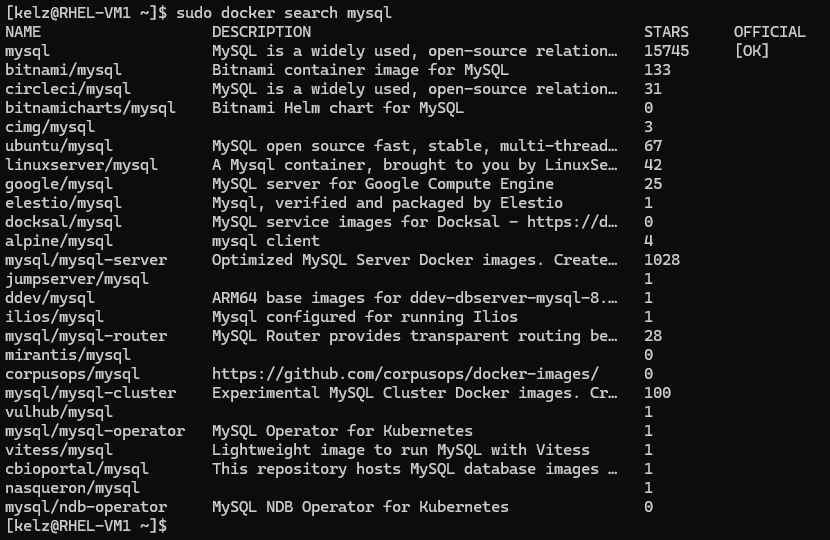 [kelz@RHEL-VM1 ~]$ sudo docker search mysql
NAME DESCRIPTION STARS OFFICIAL
mysql MySQL is a widely used, open-source relation… 15745 [OK]
bitnami/mysql Bitnami container image for MySQL 133
circleci/mysql MySQL is a widely used, open-source relation… 31
bitnamicharts/mysql Bitnami Helm chart for MySQL 0
cimg/mysql 3
ubuntu/mysql MySQL open source fast, stable, multi-thread… 67
linuxserver/mysql A Mysql container, brought to you by LinuxSe… 42
google/mysql MySQL server for Google Compute Engine 25
elestio/mysql Mysql, verified and packaged by Elestio 1
docksal/mysql MySQL service images for Docksal - https://d… 0
alpine/mysql mysql client 4
mysql/mysql-server Optimized MySQL Server Docker images. Create… 1028
jumpserver/mysql 1
ddev/mysql ARM64 base images for ddev-dbserver-mysql-8.… 1
ilios/mysql Mysql configured for running Ilios 1
mysql/mysql-router MySQL Router provides transparent routing be… 28
mirantis/mysql 0
corpusops/mysql https://github.com/corpusops/docker-images/ 0
mysql/mysql-cluster Experimental MySQL Cluster Docker images. Cr… 100
vulhub/mysql 1
mysql/mysql-operator MySQL Operator for Kubernetes 1
vitess/mysql Lightweight image to run MySQL with Vitess 1
cbioportal/mysql This repository hosts MySQL database images … 1
nasqueron/mysql 1
mysql/ndb-operator MySQL NDB Operator for Kubernetes 0
[kelz@RHEL-VM1 ~]$